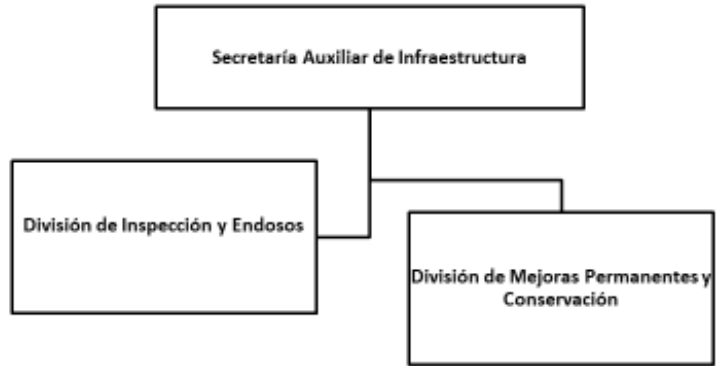 Secretaría Auxiliar de Infraestructura
División de Inspección y Endosos
División de Mejoras Permanentes y
Conservación